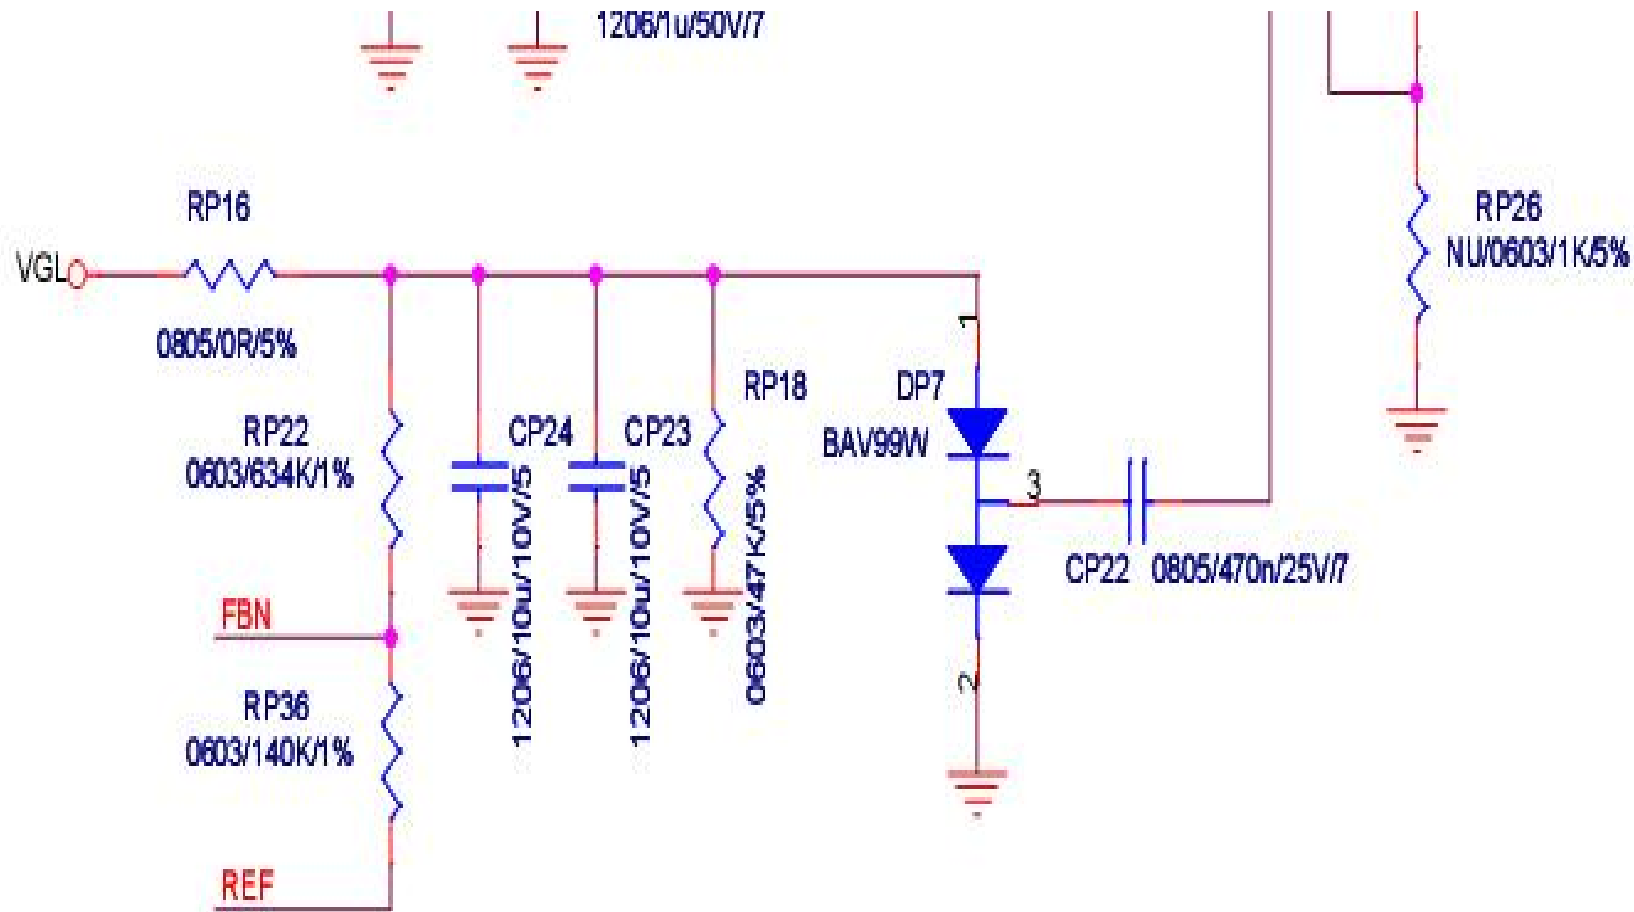 1206/1u/50V/7
RP16
VGL
0805/0R/5%
RP26
NU/0603/1K/5%
RP22
0603/634K/1%
CP24
1206/10u/10V/5
CP23
1206/10u/10V/5
RP18
0603/47K/5%
DP7
BAV99W
1
3
2
CP22 0805/470n/25V/7
FBN
RP36
0603/140K/1%
REF